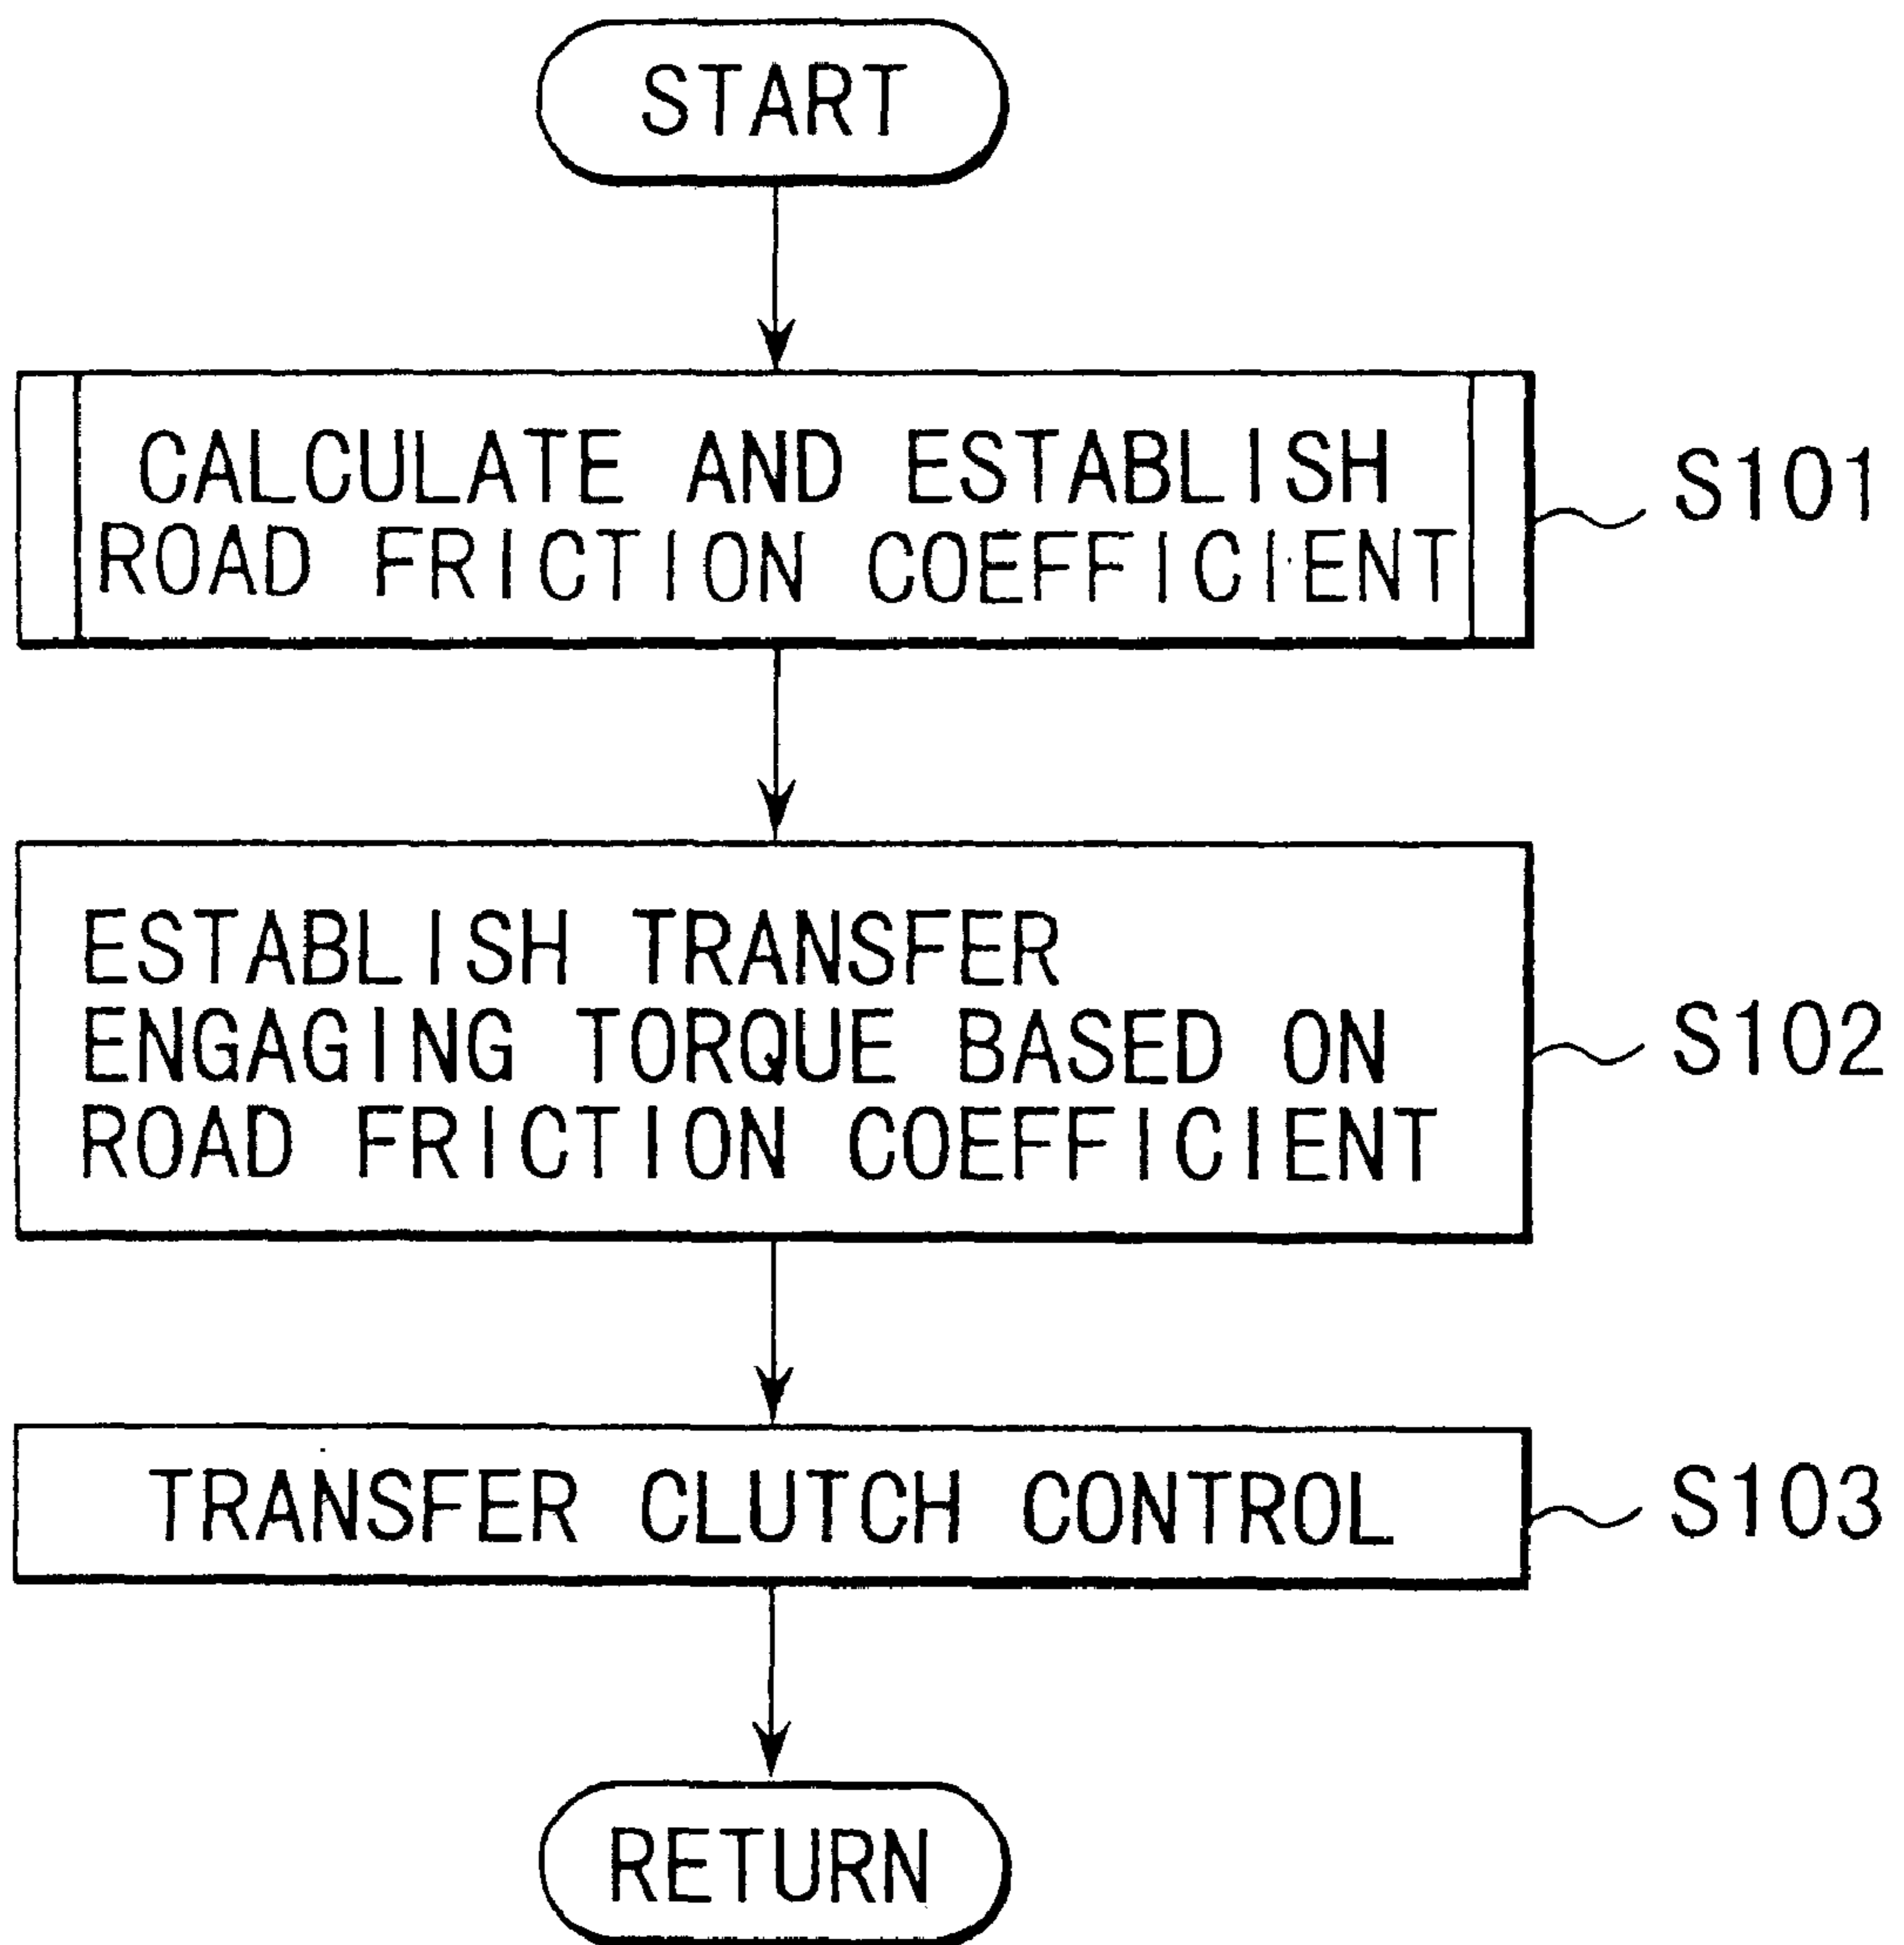 START
CALCULATE AND ESTABLISH
ROAD FRICTION COEFFICIENT
S101
ESTABLISH TRANSFER
ENGAGING TORQUE BASED ON
ROAD FRICTION COEFFICIENT
S102
TRANSFER CLUTCH CONTROL
S103
RETURN